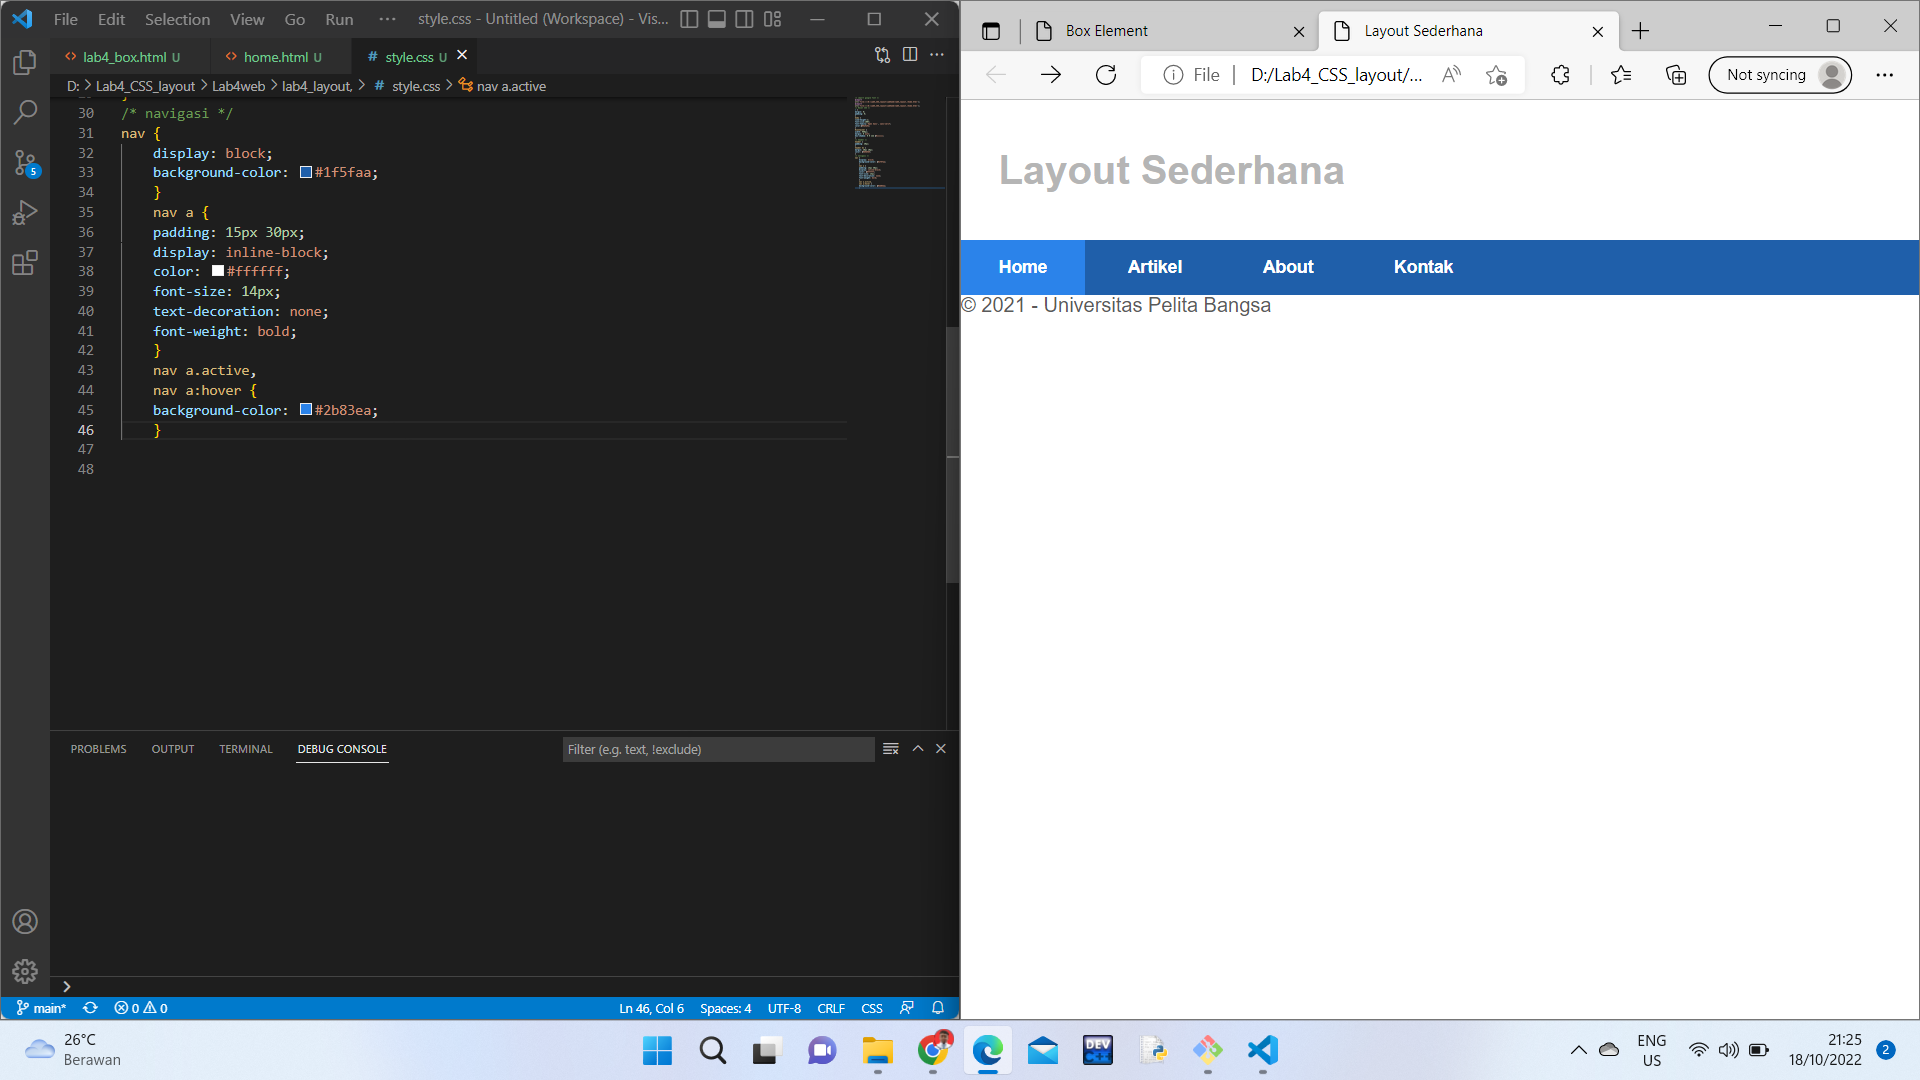 File Edit Selection View Go Run ··· style.css - Untitled (Workspace) - Vis...
lab4_box.html U home.html U # style.css U
D: > Lab4_CSS_layout > Lab4web > lab4_layout, > # style.css > nav a.active
30 /* navigasi */
31 nav {
32 display: block;
33 background-color: #1f5faa;
34 }
35 nav a {
36 padding: 15px 30px;
37 display: inline-block;
38 color: #ffffff;
39 font-size: 14px;
40 text-decoration: none;
41 font-weight: bold;
42 }
43 nav a.active,
44 nav a:hover {
45 background-color: #2b83ea;
46 }
47
48
5
PROBLEMS OUTPUT TERMINAL DEBUG CONSOLE Filter (e.g. text, !exclude)
main* 0 0 Ln 46, Col 6 Spaces: 4 UTF-8 CRLF CSS
Box Element Layout Sederhana
File D:/Lab4_CSS_layout/... Not syncing
Layout Sederhana
Home Artikel About Kontak
© 2021 - Universitas Pelita Bangsa
26°C
Berawan
DEV
ENG
US
21:25
18/10/2022
2